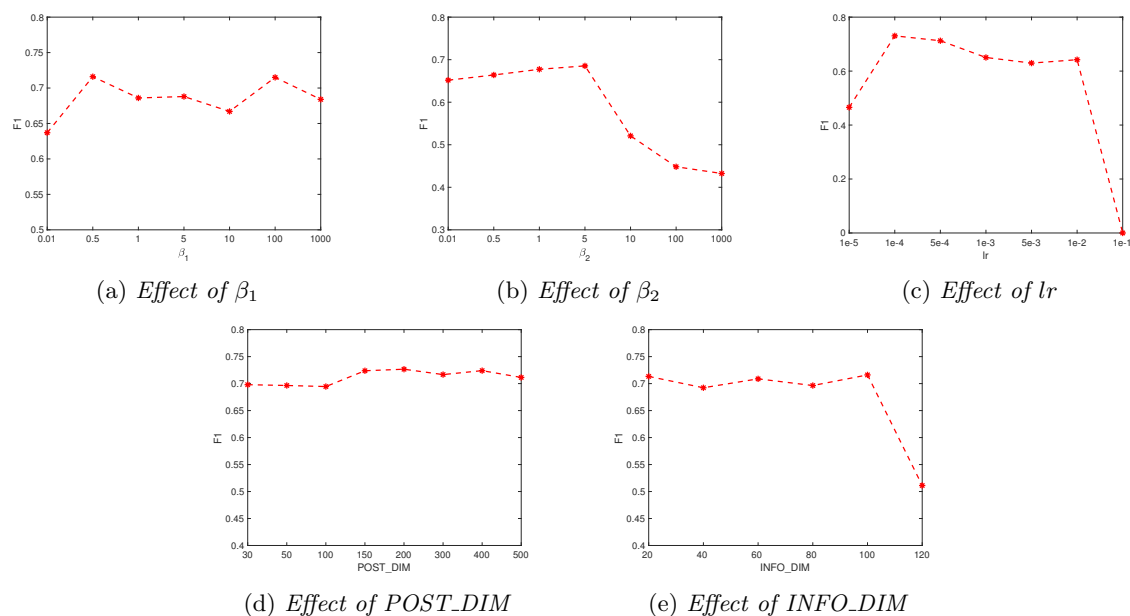 0.8
0.75
0.7
0.65
0.6
0.55
0.5
F1
0.01 0.5 1 5 10 100 1000
β1
(a) Effect of β1
0.8
0.7
0.6
0.5
0.4
0.3
F1
0.01 0.5 1 5 10 100 1000
β2
(b) Effect of β2
0.8
0.6
0.4
0.2
0
F1
1e-5 1e-4 5e-4 1e-3 5e-3 1e-2 1e-1
lr
(c) Effect of lr
0.8
0.75
0.7
0.65
0.6
0.55
0.5
0.45
0.4
F1
30 50 100 150 200 300 400 500
POST_DIM
(d) Effect of POST_DIM
0.8
0.75
0.7
0.65
0.6
0.55
0.5
0.45
0.4
F1
20 40 60 80 100 120
INFO_DIM
(e) Effect of INFO_DIM